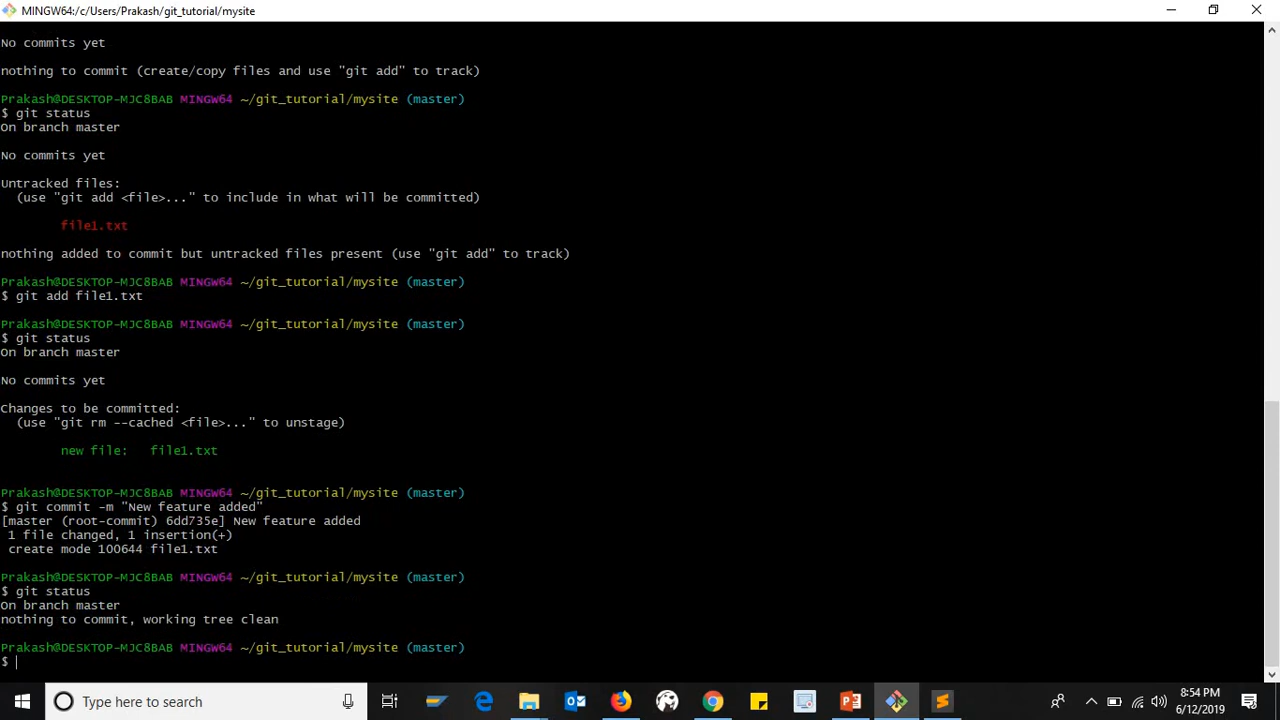 MINGW64:/c/Users/Prakash/git_tutorial/mysite
No commits yet
nothing to commit (create/copy files and use "git add" to track)
Prakash@DESKTOP-MJC8BAB MINGW64 ~/git_tutorial/mysite (master)
$ git status
On branch master
No commits yet
Untracked files:
(use "git add <file>..." to include in what will be committed)
file1.txt
nothing added to commit but untracked files present (use "git add" to track)
Prakash@DESKTOP-MJC8BAB MINGW64 ~/git_tutorial/mysite (master)
$ git add file1.txt
Prakash@DESKTOP-MJC8BAB MINGW64 ~/git_tutorial/mysite (master)
$ git status
On branch master
No commits yet
Changes to be committed:
(use "git rm --cached <file>..." to unstage)
new file:   file1.txt
Prakash@DESKTOP-MJC8BAB MINGW64 ~/git_tutorial/mysite (master)
$ git commit -m "New feature added"
[master (root-commit) 6dd735e] New feature added
1 file changed, 1 insertion(+)
create mode 100644 file1.txt
Prakash@DESKTOP-MJC8BAB MINGW64 ~/git_tutorial/mysite (master)
$ git status
On branch master
nothing to commit, working tree clean
Prakash@DESKTOP-MJC8BAB MINGW64 ~/git_tutorial/mysite (master)
$
Type here to search
8:54 PM
6/12/2019